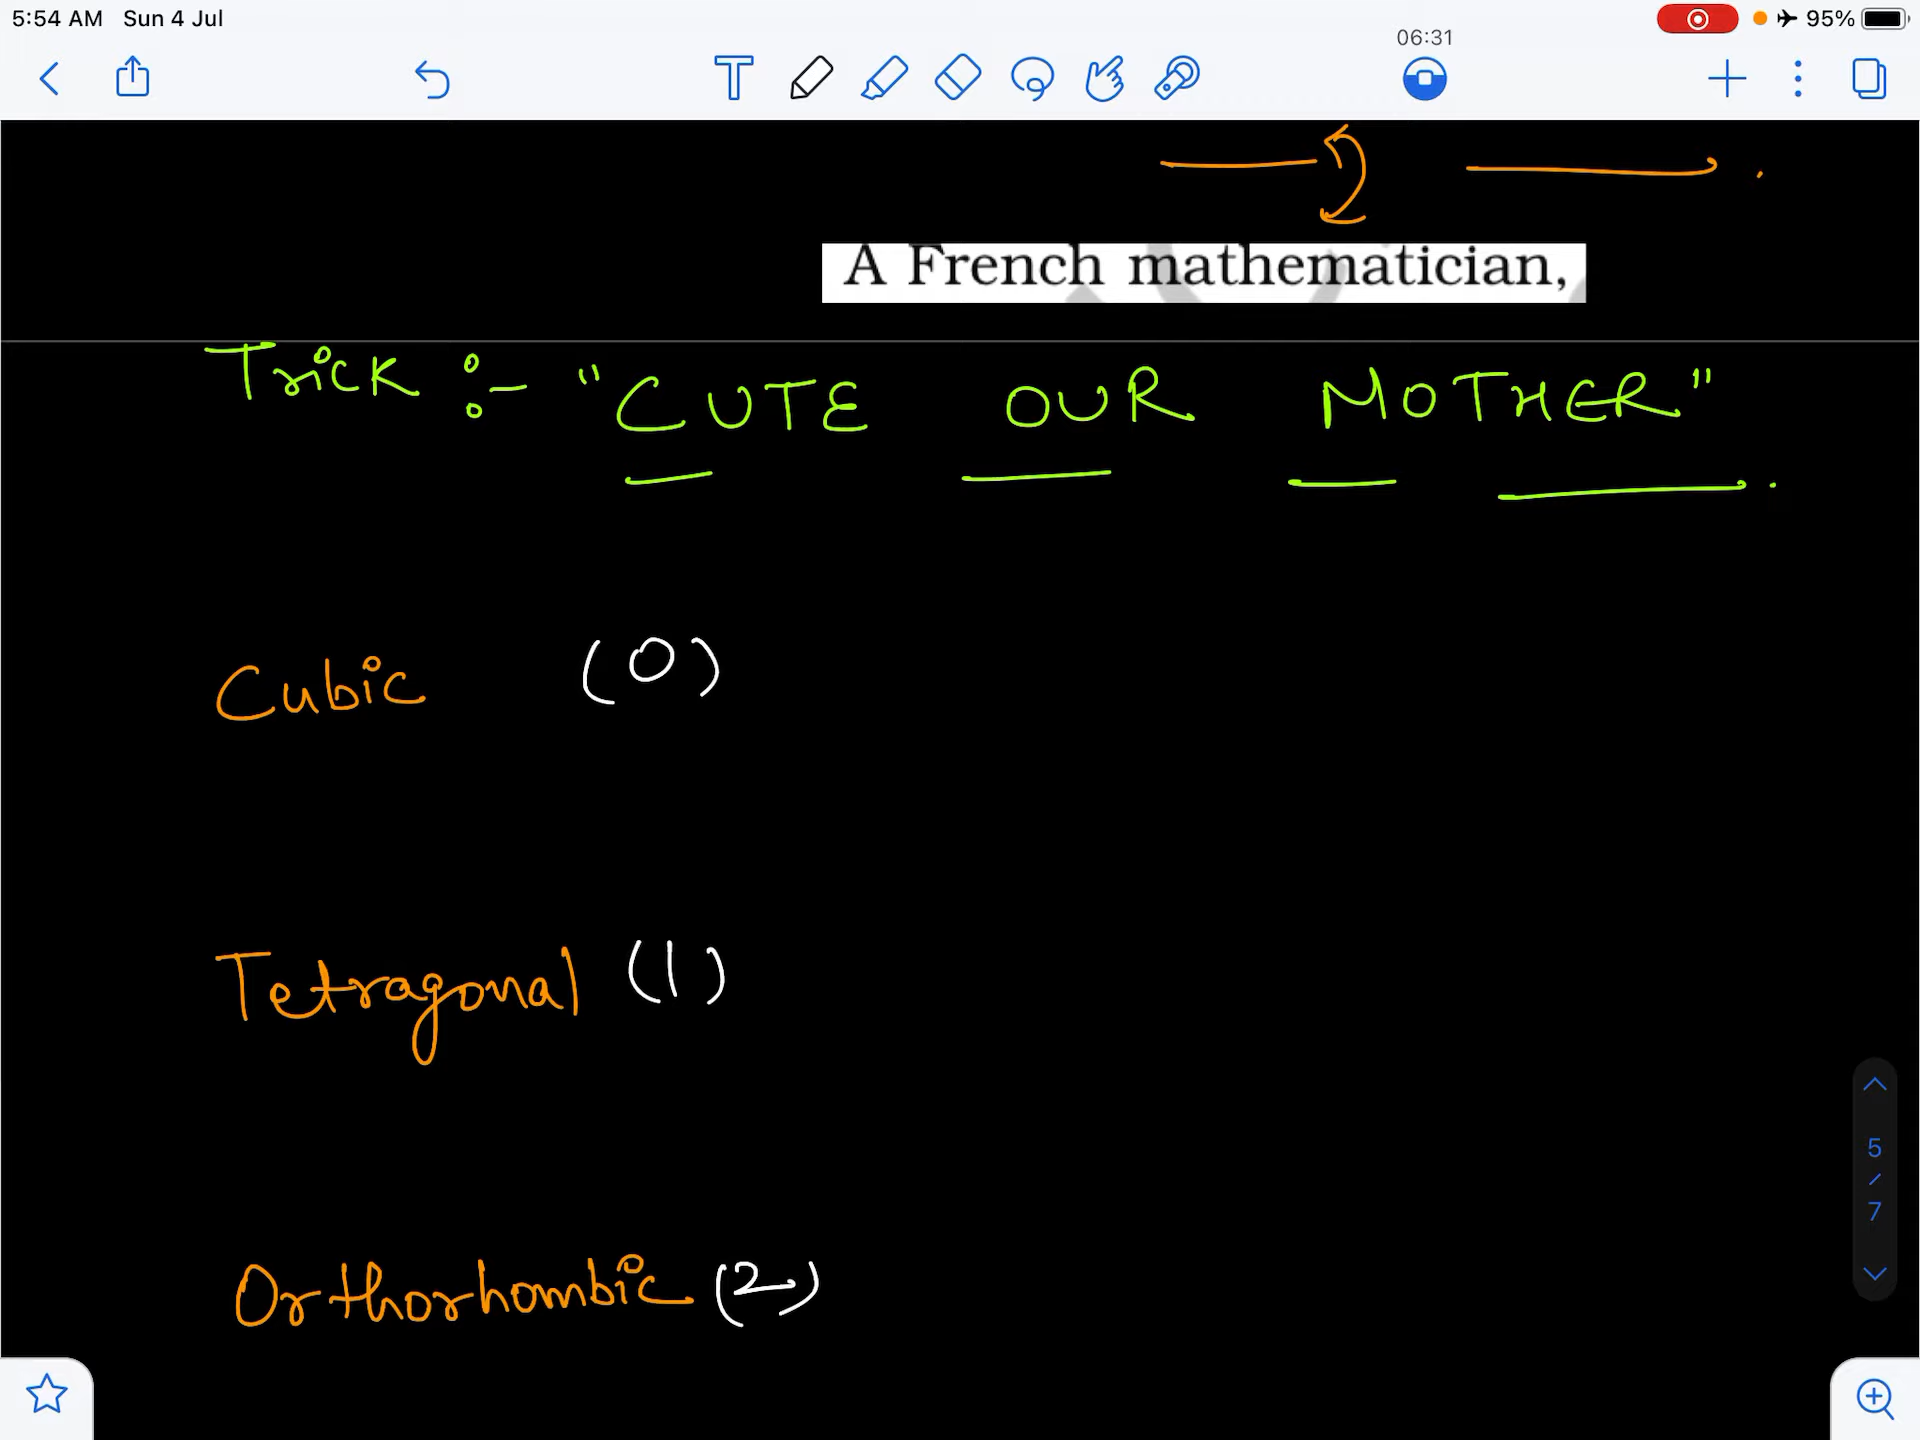 5:54 AM Sun 4 Jul
95%
06:31
T
A French mathematician,
Trick :- "CUTE OUR MOTHER"
Cubic (0)
Tetragonal (1)
Orthorhombic (2)
5
/
7